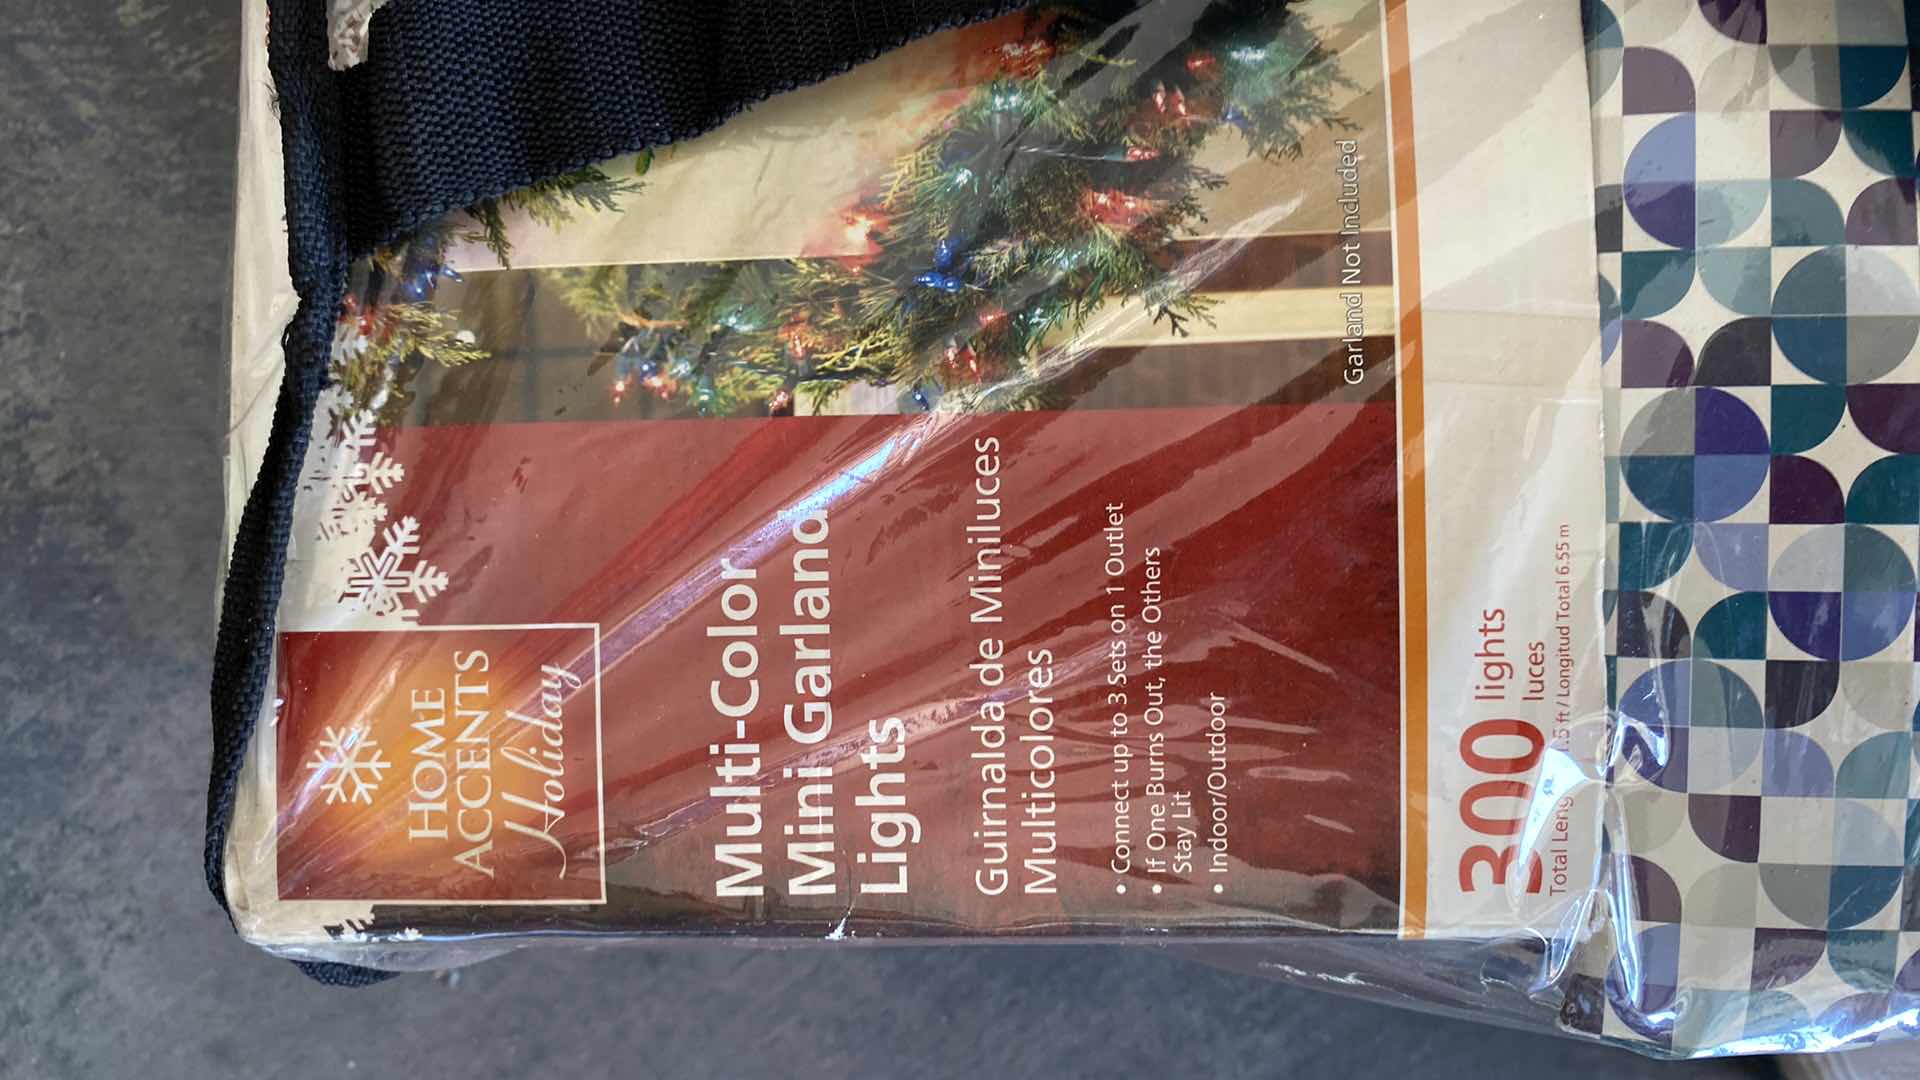 HOME
ACCENTS
Holiday
Multi-Color
Mini Garland
Lights
Guirnalda de Miniluces
Multicolores
• Connect up to 3 Sets on 1 Outlet
• If One Burns Out, the Others
Stay Lit
• Indoor/Outdoor
Garland Not Included
300 lights
luces
Total / Longitud Total 6.55 m